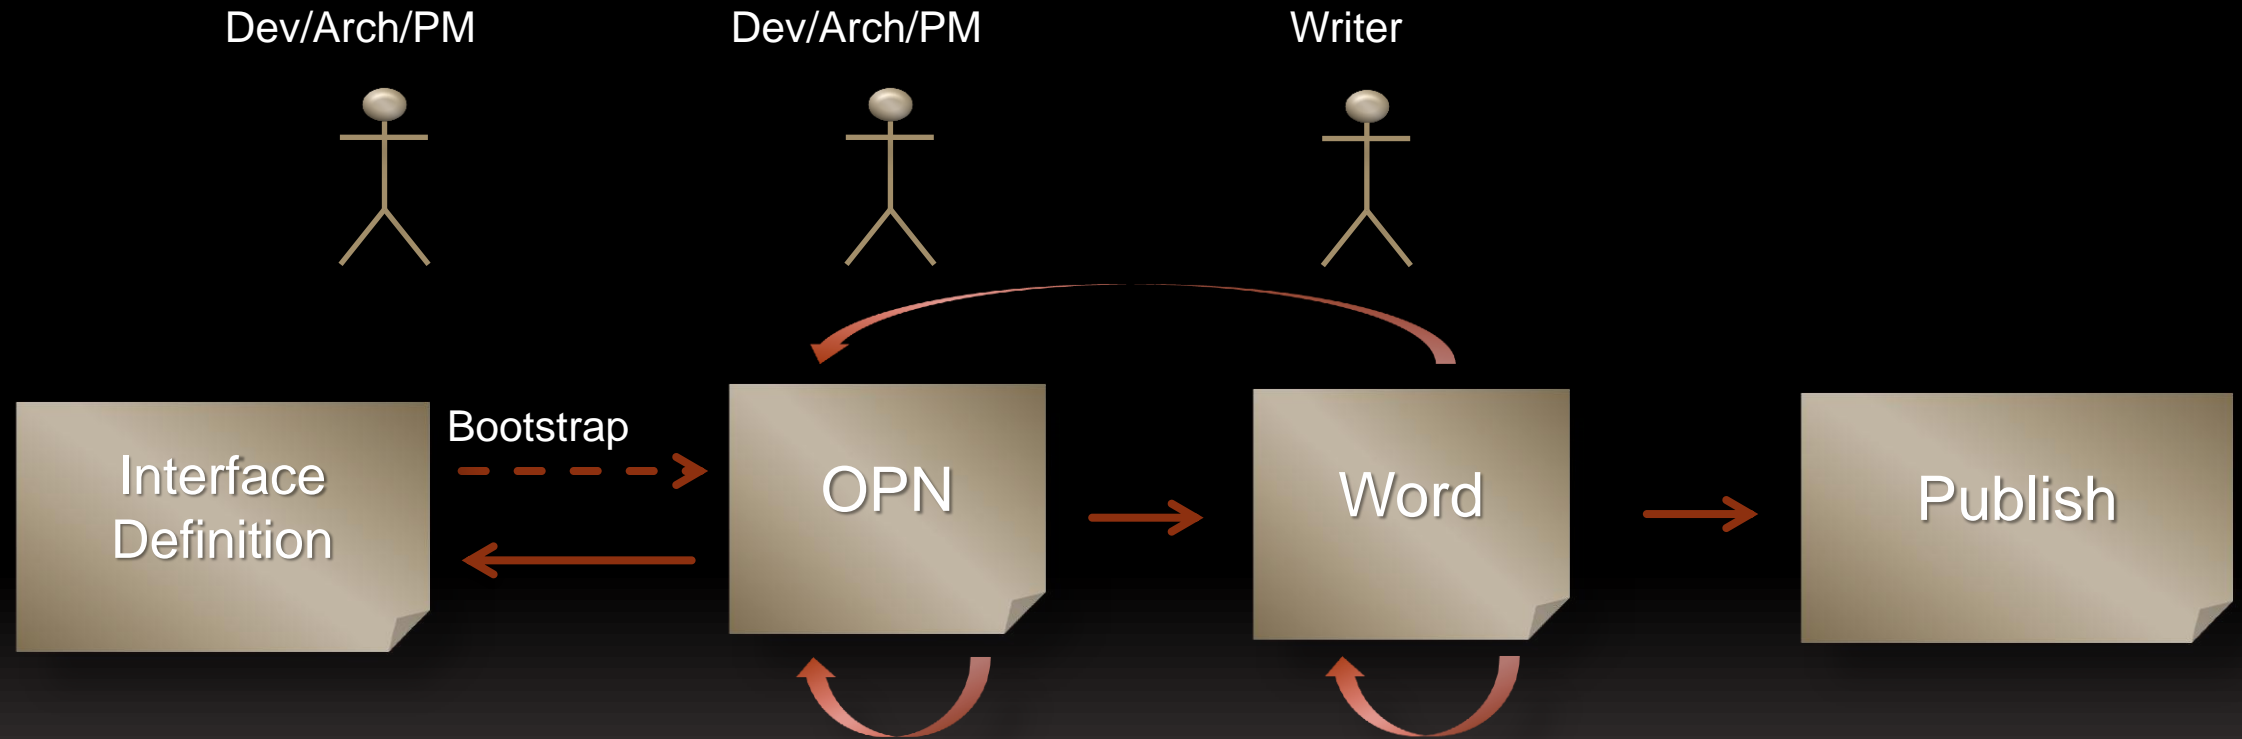 Dev/Arch/PM
Dev/Arch/PM
Writer
Bootstrap
Interface
Definition
OPN
Word
Publish